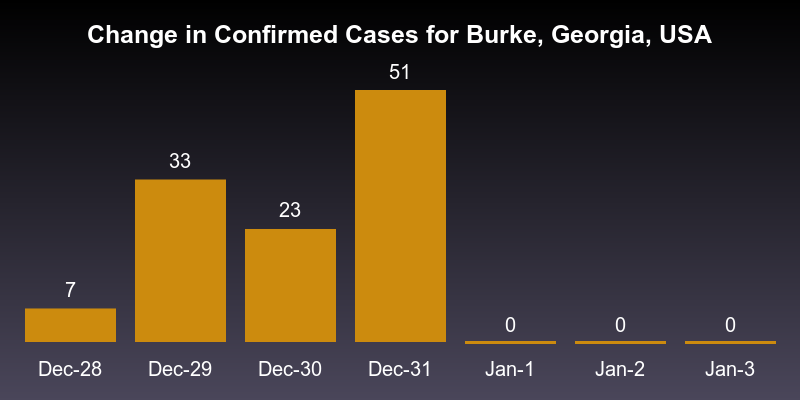 Change in Confirmed Cases for Burke, Georgia, USA
51
33
23
7
0 0 0
Dec-28 Dec-29 Dec-30 Dec-31 Jan-1 Jan-2 Jan-3